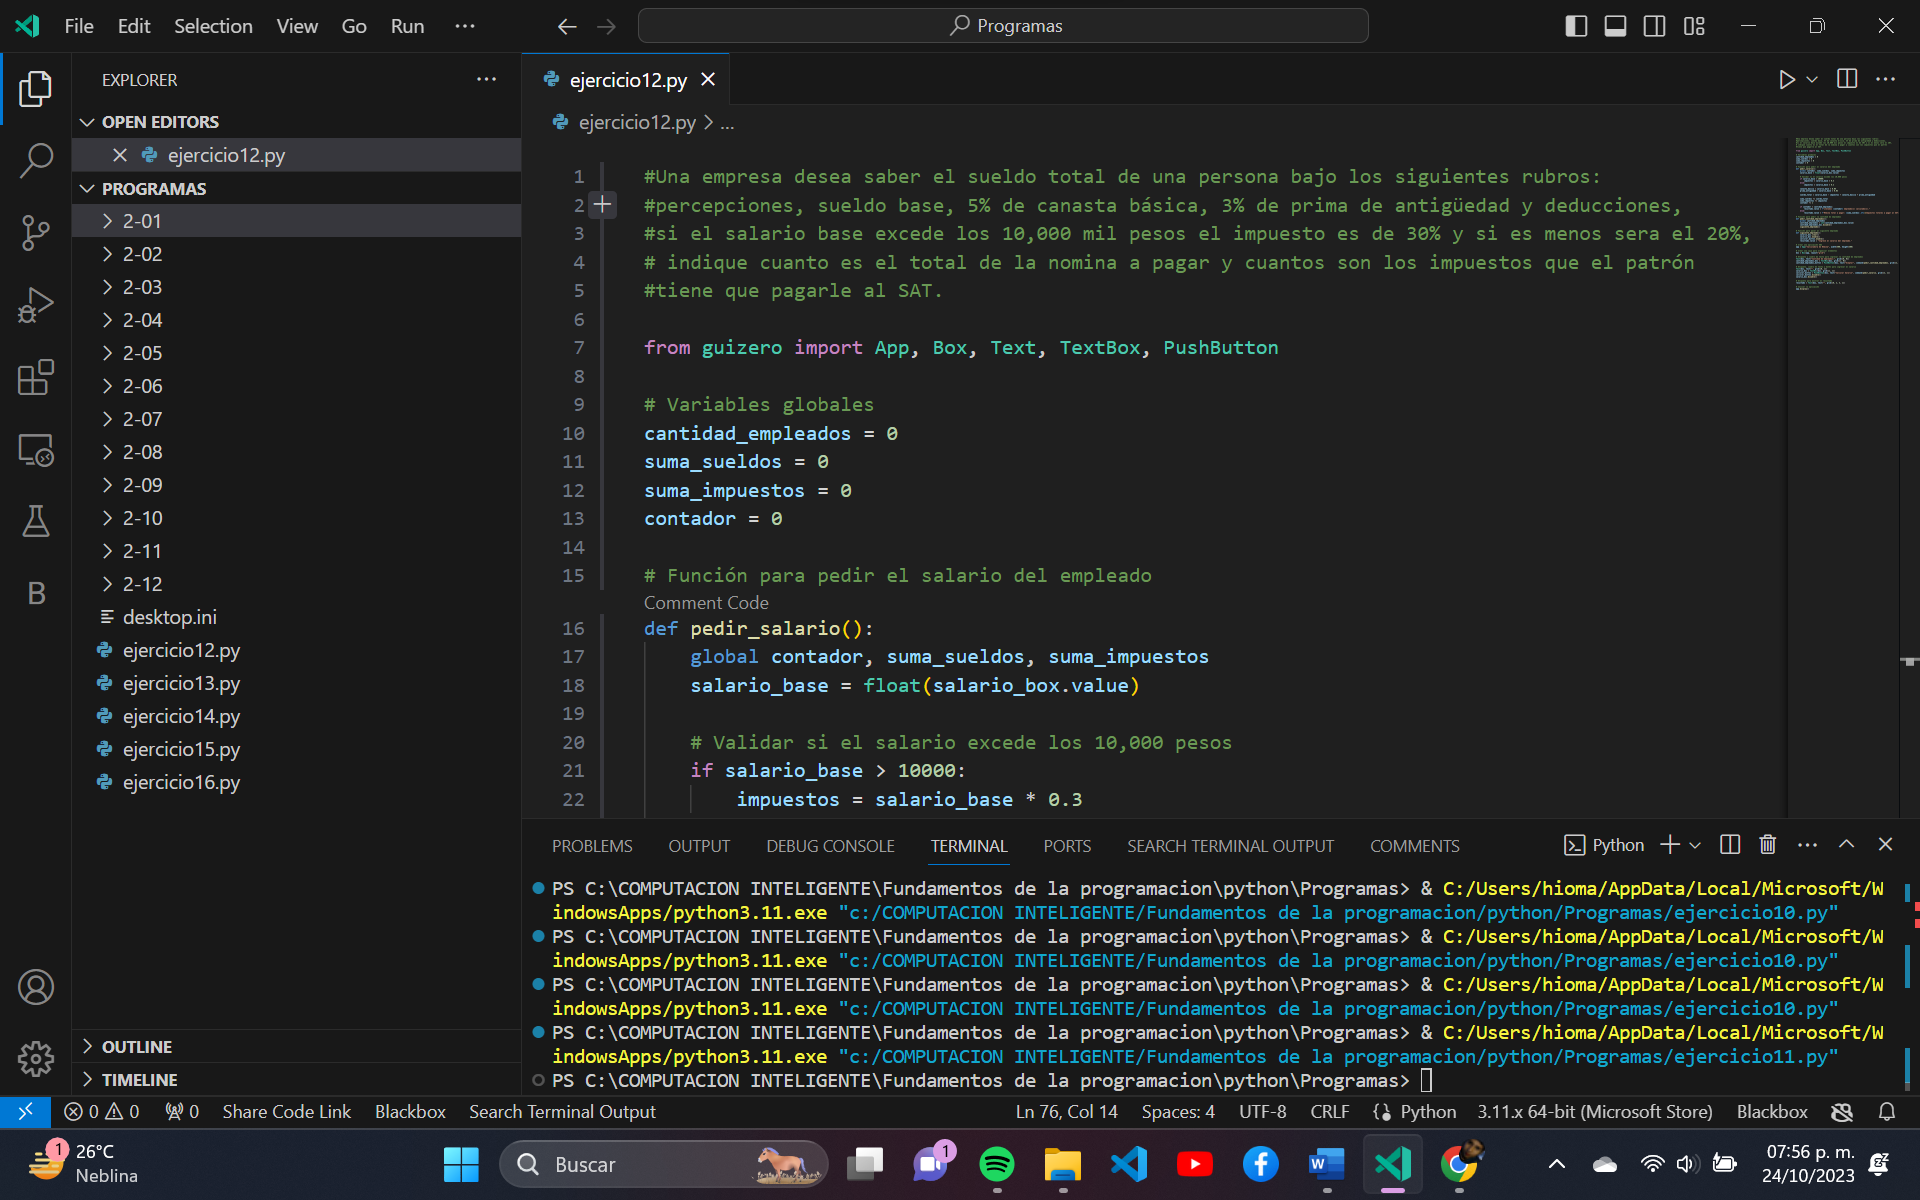 File Edit Selection View Go Run ···
Programas
EXPLORER
OPEN EDITORS
ejercicio12.py
PROGRAMAS
2-01
2-02
2-03
2-04
2-05
2-06
2-07
2-08
2-09
2-10
2-11
2-12
desktop.ini
ejercicio12.py
ejercicio13.py
ejercicio14.py
ejercicio15.py
ejercicio16.py
OUTLINE
TIMELINE
B
ejercicio12.py
ejercicio12.py > ...
1 #Una empresa desea saber el sueldo total de una persona bajo los siguientes rubros:
2 #percepciones, sueldo base, 5% de canasta básica, 3% de prima de antigüedad y deducciones,
3 #si el salario base excede los 10,000 mil pesos el impuesto es de 30% y si es menos sera el 20%,
4 # indique cuanto es el total de la nomina a pagar y cuantos son los impuestos que el patrón
5 #tiene que pagarle al SAT.
6
7 from guizero import App, Box, Text, TextBox, PushButton
8
9 # Variables globales
10 cantidad_empleados = 0
11 suma_sueldos = 0
12 suma_impuestos = 0
13 contador = 0
14
15 # Función para pedir el salario del empleado
Comment Code
16 def pedir_salario():
17 global contador, suma_sueldos, suma_impuestos
18 salario_base = float(salario_box.value)
19
20 # Validar si el salario excede los 10,000 pesos
21 if salario_base > 10000:
22 impuestos = salario_base * 0.3
PROBLEMS OUTPUT DEBUG CONSOLE TERMINAL PORTS SEARCH TERMINAL OUTPUT COMMENTS Python
PS C:\COMPUTACION INTELIGENTE\Fundamentos de la programacion\python\Programas> & C:/Users/hioma/AppData/Local/Microsoft/W
indowsApps/python3.11.exe "c:/COMPUTACION INTELIGENTE/Fundamentos de la programacion/python/Programas/ejercicio10.py"
PS C:\COMPUTACION INTELIGENTE\Fundamentos de la programacion\python\Programas> & C:/Users/hioma/AppData/Local/Microsoft/W
indowsApps/python3.11.exe "c:/COMPUTACION INTELIGENTE/Fundamentos de la programacion/python/Programas/ejercicio10.py"
PS C:\COMPUTACION INTELIGENTE\Fundamentos de la programacion\python\Programas> & C:/Users/hioma/AppData/Local/Microsoft/W
indowsApps/python3.11.exe "c:/COMPUTACION INTELIGENTE/Fundamentos de la programacion/python/Programas/ejercicio10.py"
PS C:\COMPUTACION INTELIGENTE\Fundamentos de la programacion\python\Programas> & C:/Users/hioma/AppData/Local/Microsoft/W
indowsApps/python3.11.exe "c:/COMPUTACION INTELIGENTE/Fundamentos de la programacion/python/Programas/ejercicio11.py"
PS C:\COMPUTACION INTELIGENTE\Fundamentos de la programacion\python\Programas>
0 0 0 Share Code Link Blackbox Search Terminal Output Ln 76, Col 14 Spaces: 4 UTF-8 CRLF Python 3.11.x 64-bit (Microsoft Store) Blackbox
1 26°C
Neblina
Buscar
1
07:56 p. m.
24/10/2023